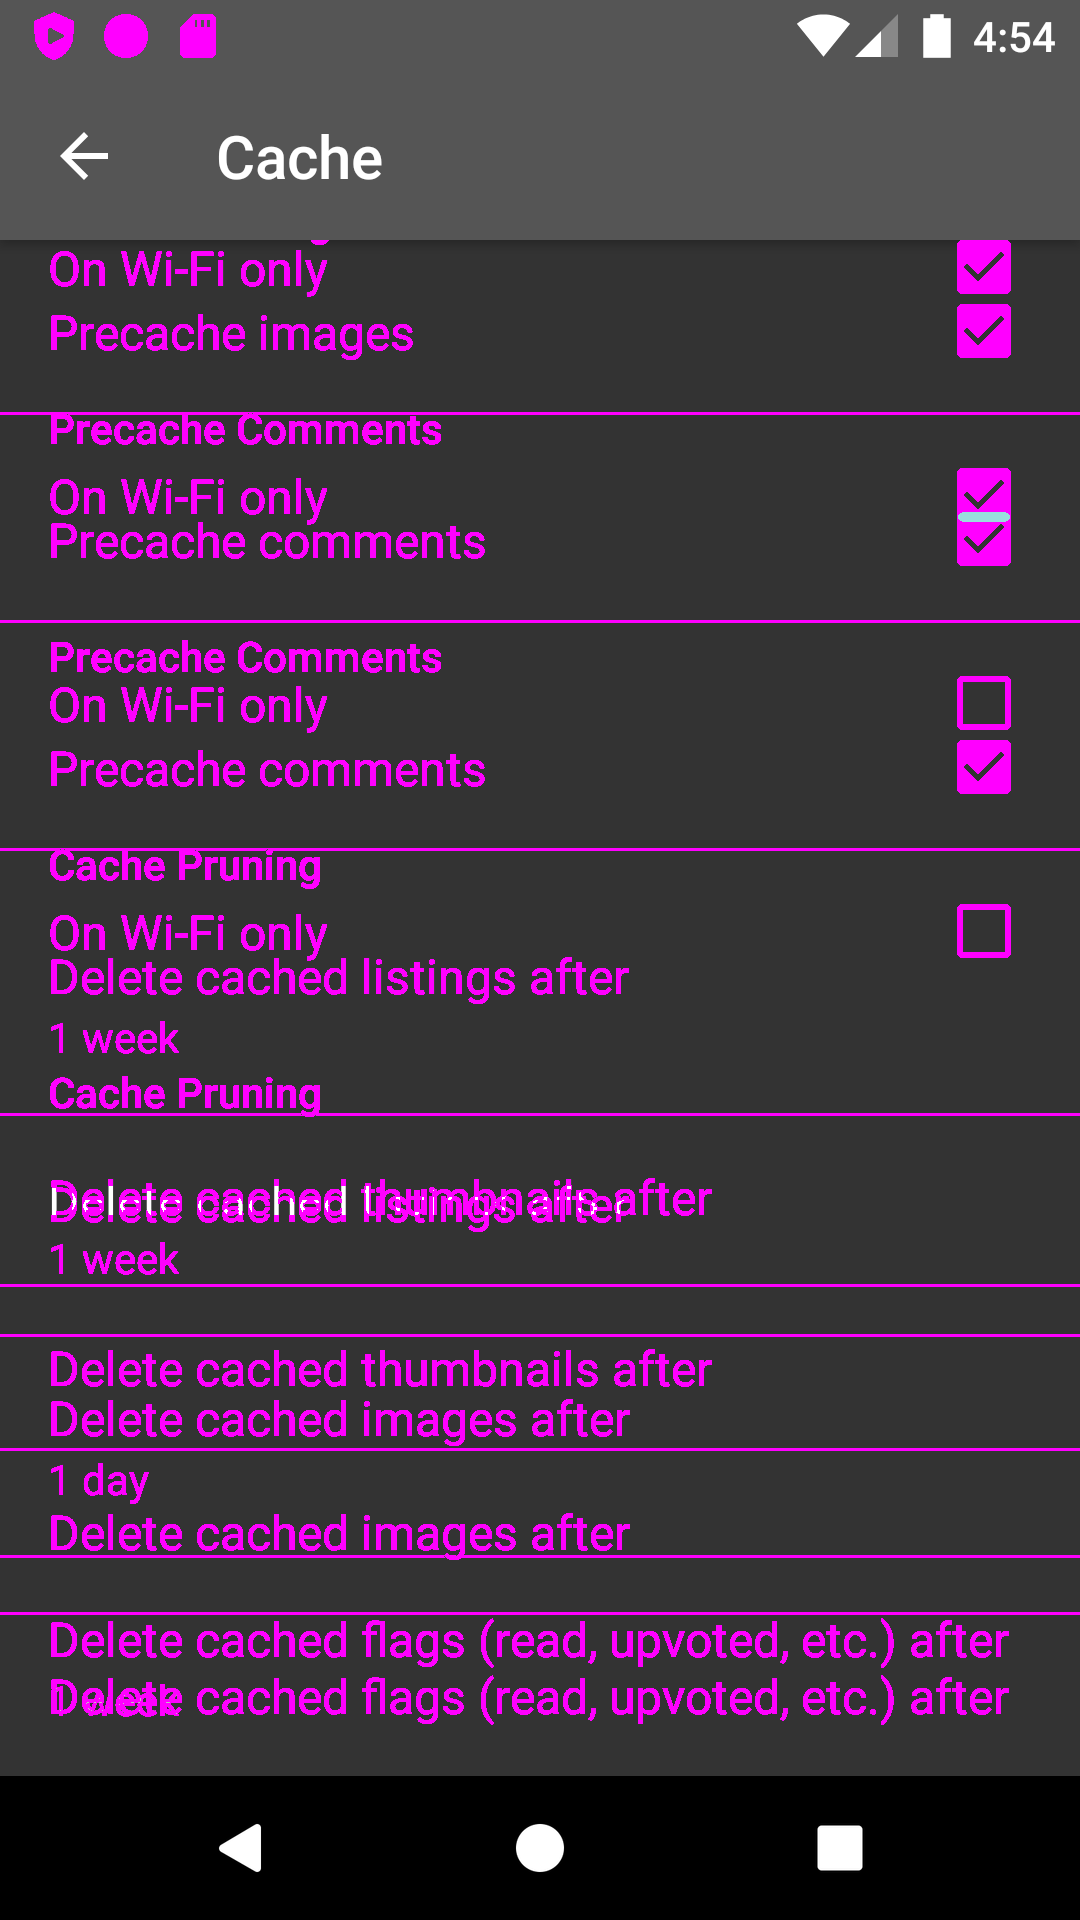 4:54
Cache
On Wi-Fi only
Precache images
Precache Comments
On Wi-Fi only
Precache comments
Precache Comments
On Wi-Fi only
Precache comments
Cache Pruning
On Wi-Fi only
Delete cached listings after
1 week
Cache Pruning
Delete cached thumbnails after
Delete cached listings after
1 week
Delete cached thumbnails after
Delete cached images after
1 day
Delete cached images after
Delete cached flags (read, upvoted, etc.) after
Delete cached flags (read, upvoted, etc.) after
1 week